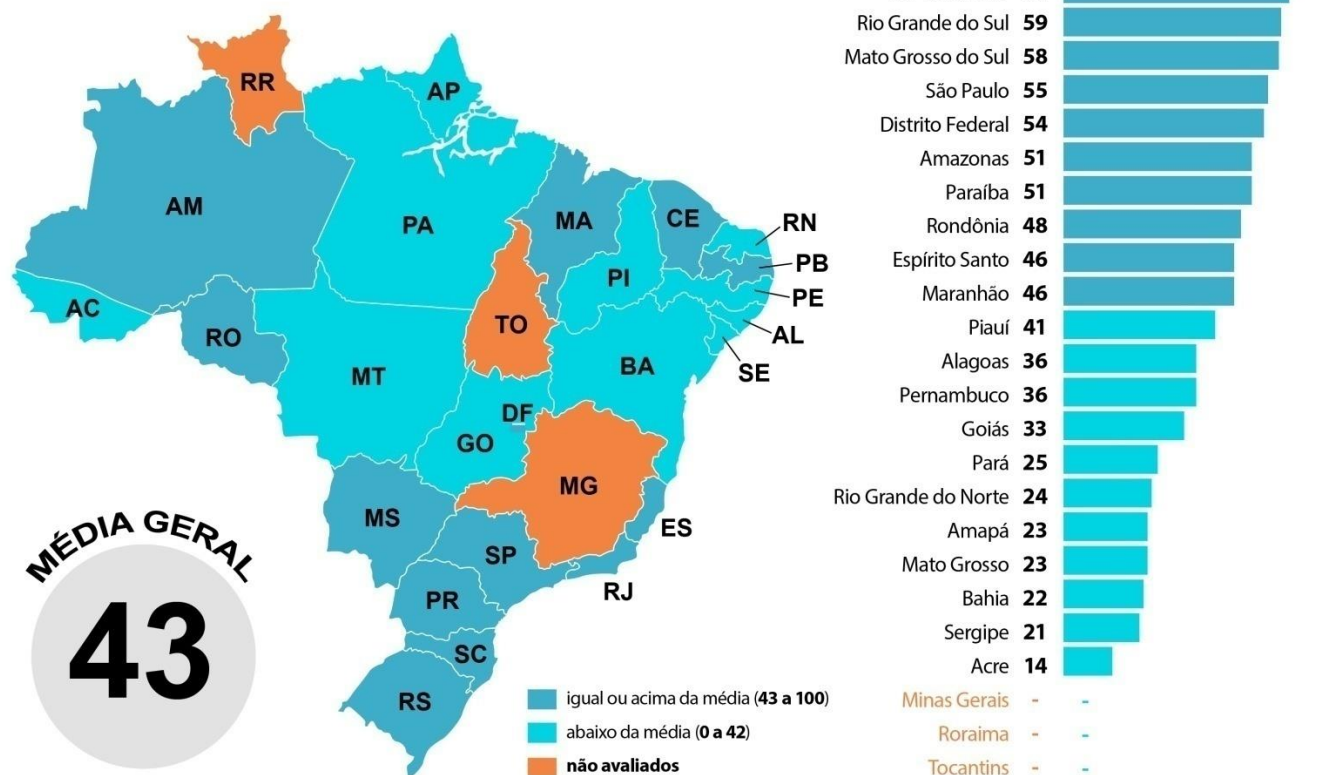 RR
AP
AM
PA
MA
CE
RN
PB
PE
AL
SE
PI
AC
RO
TO
MT
BA
DF
GO
MG
MS
ES
SP
RJ
PR
SC
RS
MÉDIA GERAL
43
igual ou acima da média (43 a 100)
abaixo da média (0 a 42)
não avaliados
Rio Grande do Sul 59
Mato Grosso do Sul 58
São Paulo 55
Distrito Federal 54
Amazonas 51
Paraíba 51
Rondônia 48
Espírito Santo 46
Maranhão 46
Piauí 41
Alagoas 36
Pernambuco 36
Goiás 33
Pará 25
Rio Grande do Norte 24
Amapá 23
Mato Grosso 23
Bahia 22
Sergipe 21
Acre 14
Minas Gerais - -
Roraima - -
Tocantins - -